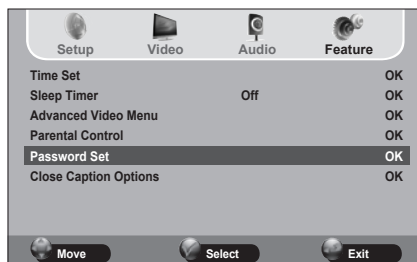 Setup Video Audio Feature
Time Set OK
Sleep Timer Off OK
Advanced Video Menu OK
Parental Control OK
Password Set OK
Close Caption Options OK
Move Select Exit